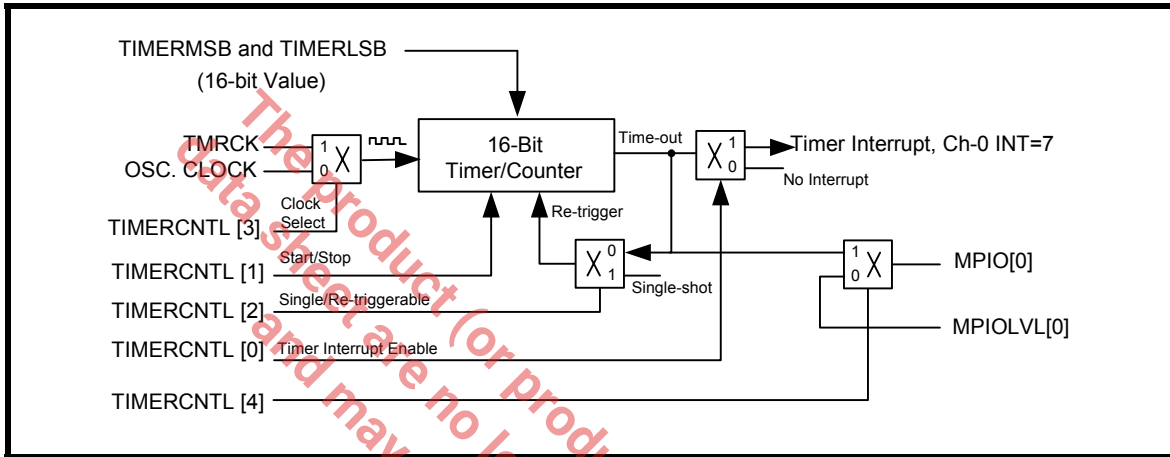 TIMERMSB and TIMERLSB
(16-bit Value)
TMRCK
OSC. CLOCK
1
0
X
16-Bit
Timer/Counter
Time-out
X
1
0
Timer Interrupt, Ch-0 INT=7
No Interrupt
Clock
Select
TIMERCNTL [3]
Re-trigger
Start/Stop
TIMERCNTL [1]
X
0
1
Single-shot
1
0
X
MPIO[0]
MPIOLVL[0]
Single/Re-triggerable
TIMERCNTL [2]
TIMERCNTL [0]
Timer Interrupt Enable
TIMERCNTL [4]
The product (or produ
data sheet are no l
and may